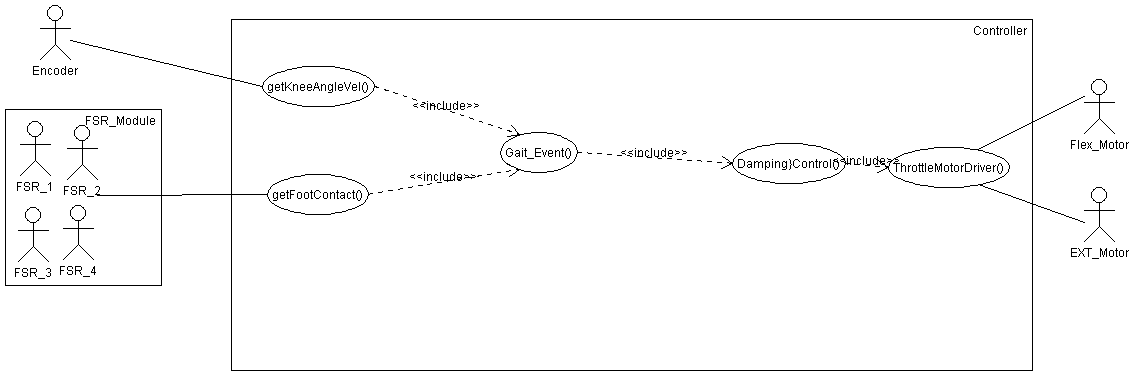 Controller
Encoder
getKneeAngleVel()
<<include>>
FSR_Module
FSR_1
FSR_2
FSR_3
FSR_4
getFootContact()
<<include>>
Gait_Event()
<<include>>
Damping)Control()
<<include>>
ThrottleMotorDriver()
Flex_Motor
EXT_Motor